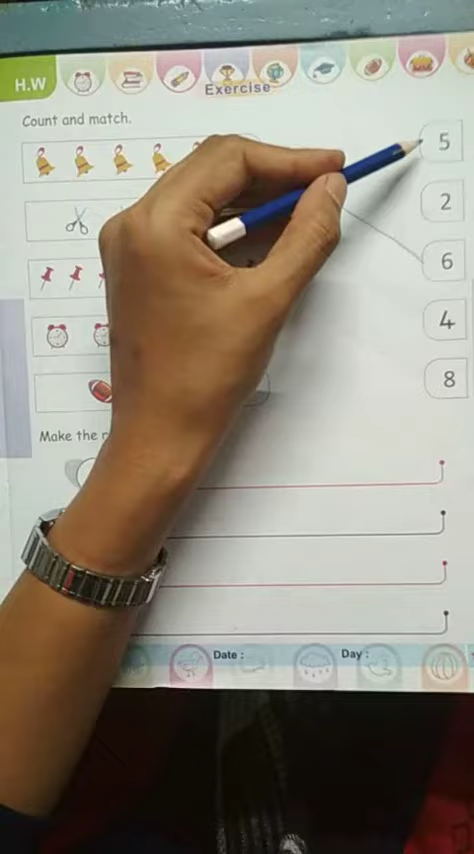 H.W
Exercise
Count and match.
5
2
6
4
8
Make the
Date :
Day :